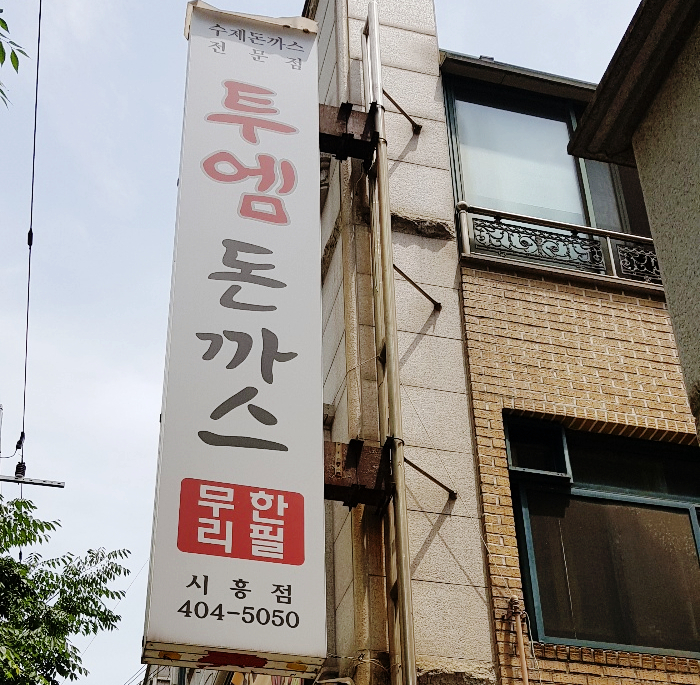 수제돈까스
전문점
투엠
돈까스
무한
리필
시흥점
404-5050